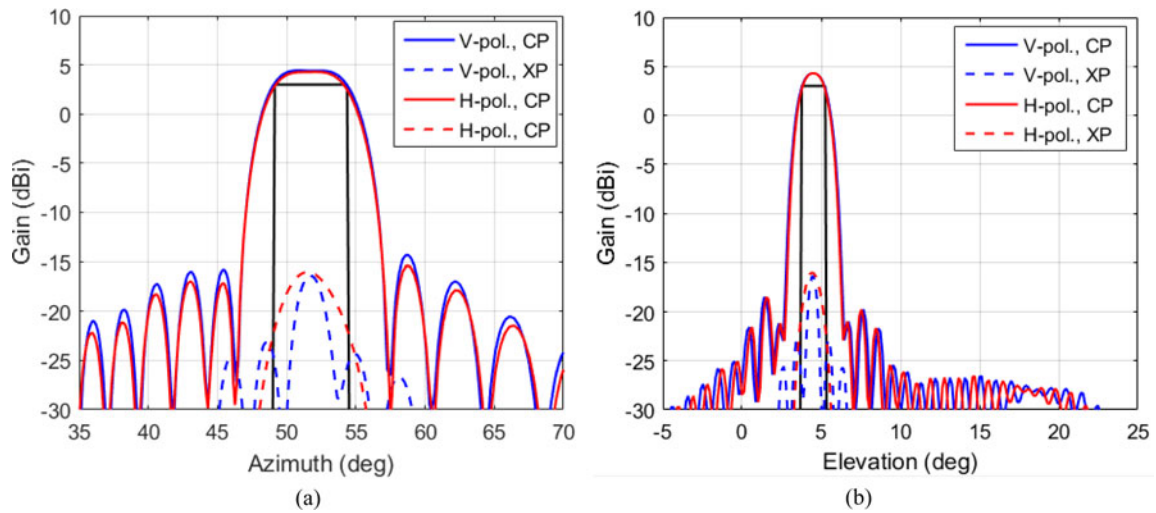 10
5
0
-5
-10
-15
-20
-25
-30
Gain (dBi)
35 40 45 50 55 60 65 70
Azimuth (deg)
V-pol., CP
V-pol., XP
H-pol., CP
H-pol., CP
(a)
10
5
0
-5
-10
-15
-20
-25
-30
Gain (dBi)
-5 0 5 10 15 20 25
Elevation (deg)
V-pol., CP
V-pol., XP
H-pol., CP
H-pol., XP
(b)